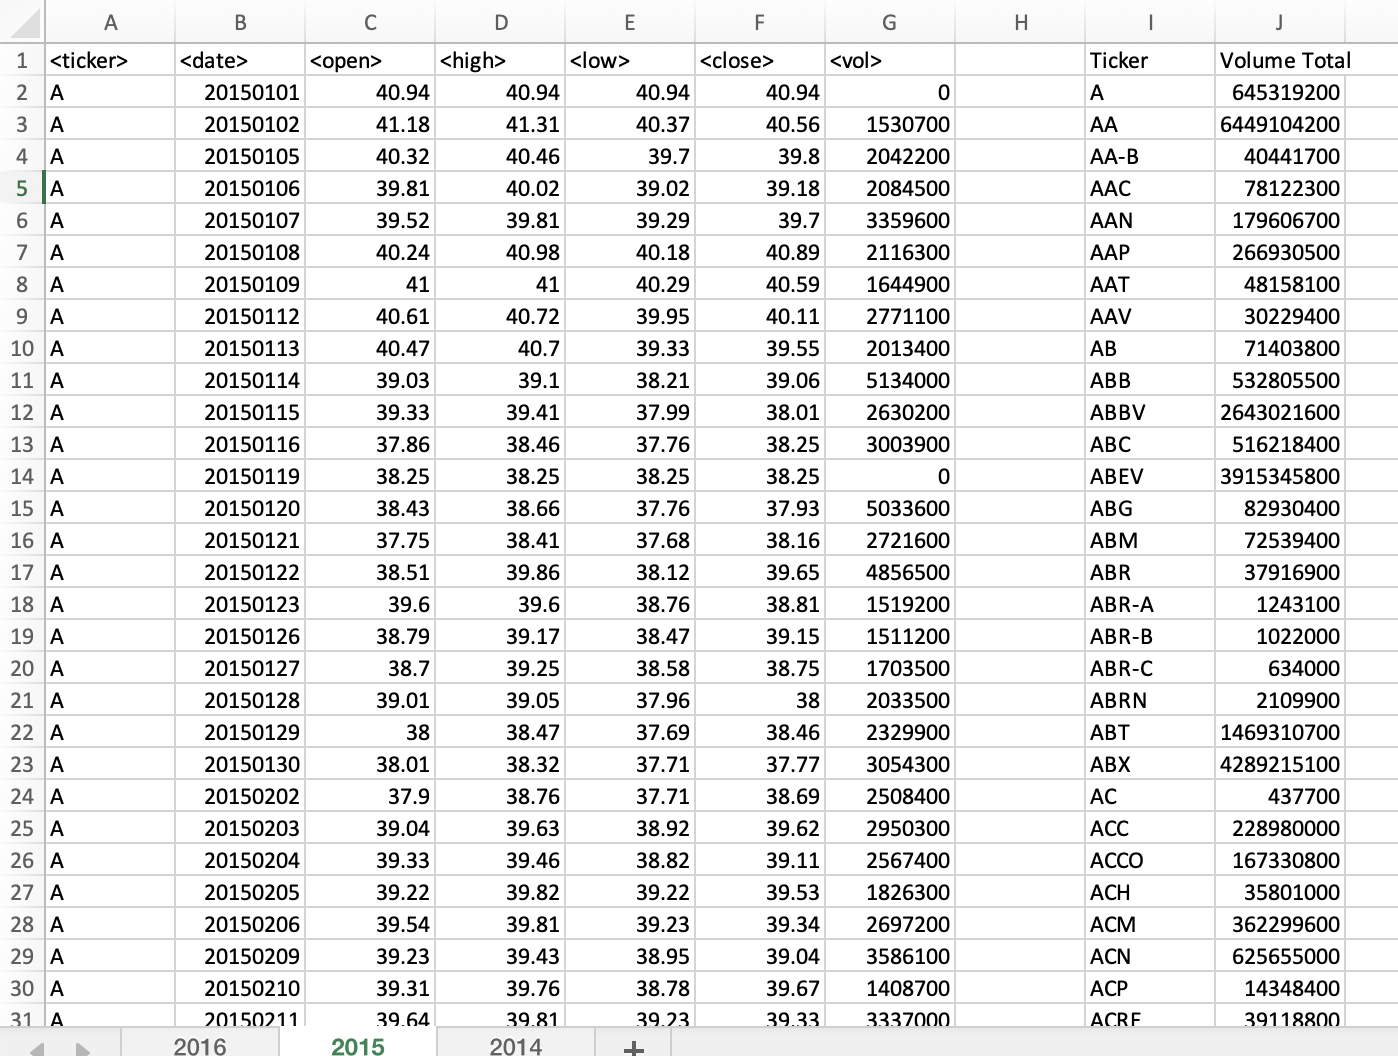 A B C D E F G H I J
1 <ticker> <date> <open> <high> <low> <close> <vol> Ticker Volume Total
2 A 20150101 40.94 40.94 40.94 40.94 0 A 645319200
3 A 20150102 41.18 41.31 40.37 40.56 1530700 AA 6449104200
4 A 20150105 40.32 40.46 39.7 39.8 2042200 AA-B 40441700
5 A 20150106 39.81 40.02 39.02 39.18 2084500 AAC 78122300
6 A 20150107 39.52 39.81 39.29 39.7 3359600 AAN 179606700
7 A 20150108 40.24 40.98 40.18 40.89 2116300 AAP 266930500
8 A 20150109 41 41 40.29 40.59 1644900 AAT 48158100
9 A 20150112 40.61 40.72 39.95 40.11 2771100 AAV 30229400
10 A 20150113 40.47 40.7 39.33 39.55 2013400 AB 71403800
11 A 20150114 39.03 39.1 38.21 39.06 5134000 ABB 532805500
12 A 20150115 39.33 39.41 37.99 38.01 2630200 ABBV 2643021600
13 A 20150116 37.86 38.46 37.76 38.25 3003900 ABC 516218400
14 A 20150119 38.25 38.25 38.25 38.25 0 ABEV 3915345800
15 A 20150120 38.43 38.66 37.76 37.93 5033600 ABG 82930400
16 A 20150121 37.75 38.41 37.68 38.16 2721600 ABM 72539400
17 A 20150122 38.51 39.86 38.12 39.65 4856500 ABR 37916900
18 A 20150123 39.6 39.6 38.76 38.81 1519200 ABR-A 1243100
19 A 20150126 38.79 39.17 38.47 39.15 1511200 ABR-B 1022000
20 A 20150127 38.7 39.25 38.58 38.75 1703500 ABR-C 634000
21 A 20150128 39.01 39.05 37.96 38 2033500 ABRN 2109900
22 A 20150129 38 38.47 37.69 38.46 2329900 ABT 1469310700
23 A 20150130 38.01 38.32 37.71 37.77 3054300 ABX 4289215100
24 A 20150202 37.9 38.76 37.71 38.69 2508400 AC 437700
25 A 20150203 39.04 39.63 38.92 39.62 2950300 ACC 228980000
26 A 20150204 39.33 39.46 38.82 39.11 2567400 ACCO 167330800
27 A 20150205 39.22 39.82 39.22 39.53 1826300 ACH 35801000
28 A 20150206 39.54 39.81 39.23 39.34 2697200 ACM 362299600
29 A 20150209 39.23 39.43 38.95 39.04 3586100 ACN 625655000
30 A 20150210 39.31 39.76 38.78 39.67 1408700 ACP 14348400
31 A 20150211 39.64 39.81 39.23 39.33 3337000 ACRE 39118800
2016 2015 2014 +